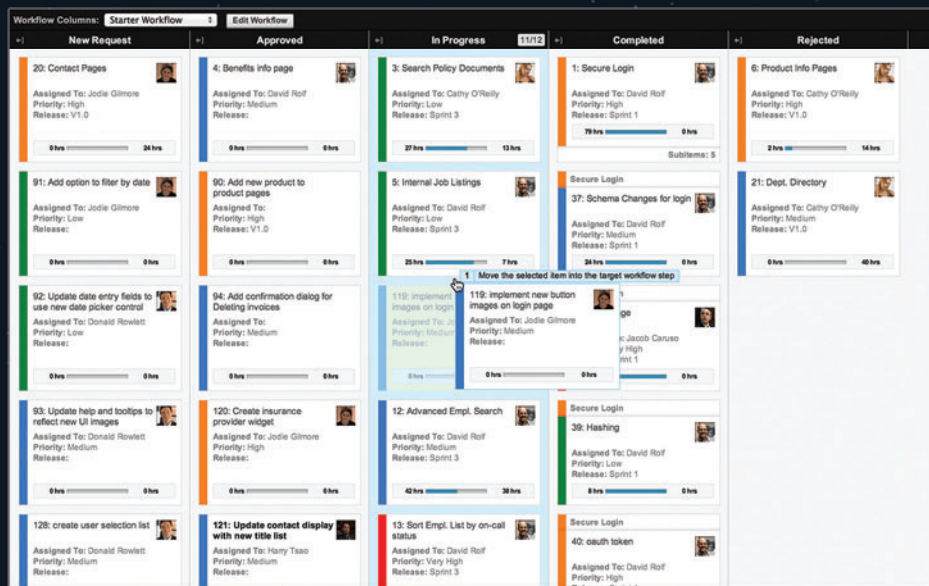 Workflow Columns: Starter Workflow Edit Workflow
New Request
Approved
In Progress 11/12
Completed
Rejected
20: Contact Pages
Assigned To: Jodie Gilmore
Priority: High
Release: V1.0
0 hrs 24 hrs
91: Add option to filter by date
Assigned To: Jodie Gilmore
Priority: Low
Release:
0 hrs 0 hrs
92: Update date entry fields to
use new date picker control
Assigned To: Donald Rowlett
Priority: Low
Release:
0 hrs 0 hrs
93: Update help and tooltips to
reflect new UI images
Assigned To: Donald Rowlett
Priority: Medium
Release:
0 hrs 0 hrs
128: create user selection list
Assigned To: Donald Rowlett
Priority: Medium
Release:
4: Benefits info page
Assigned To: David Rolf
Priority: Medium
Release:
0 hrs 0 hrs
90: Add new product to
product pages
Assigned To:
Priority: High
Release: V1.0
0 hrs 0 hrs
94: Add confirmation dialog for
Deleting invoices
Assigned To:
Priority: Medium
Release:
0 hrs 0 hrs
120: Create insurance
provider widget
Assigned To: Jodie Gilmore
Priority: High
Release:
0 hrs 0 hrs
121: Update contact display
with new title list
Assigned To: Harry Tsao
Priority: Medium
Release:
3: Search Policy Documents
Assigned To: Cathy O'Reilly
Priority: Low
Release: Sprint 3
27 hrs 13 hrs
5: Internal Job Listings
Assigned To: David Rolf
Priority: Low
Release: Sprint 3
25 hrs 7 hrs
1 Move the selected item into the target workflow step
119: implement
images on login
Assigned To: Jo
Priority: Medium
Release:
0 hrs
119: implement new button
images on login page
Assigned To: Jodie Gilmore
Priority: Medium
Release:
0 hrs 0 hrs
12: Advanced Empl. Search
Assigned To: David Rolf
Priority: Medium
Release: Sprint 3
42 hrs 38 hrs
13: Sort Empl. List by on-call
status
Assigned To: David Rolf
Priority: Very High
Release: Sprint 3
1: Secure Login
Assigned To: David Rolf
Priority: High
Release: Sprint 1
79 hrs 0 hrs
Subitems: 5
Secure Login
37: Schema Changes for login
Assigned To: David Rolf
Priority: Medium
Release: Sprint 1
24 hrs 0 hrs
Jacob Caruso
High
0 hrs
Secure Login
39: Hashing
Assigned To: David Rolf
Priority: Low
Release: Sprint 1
8 hrs 0 hrs
Secure Login
40: oauth token
Assigned To: David Rolf
Priority: High
6: Product Info Pages
Assigned To: Cathy O'Reilly
Priority: High
Release: V1.0
2 hrs 14 hrs
21: Dept. Directory
Assigned To: Cathy O'Reilly
Priority: Medium
Release: V1.0
0 hrs 40 hrs